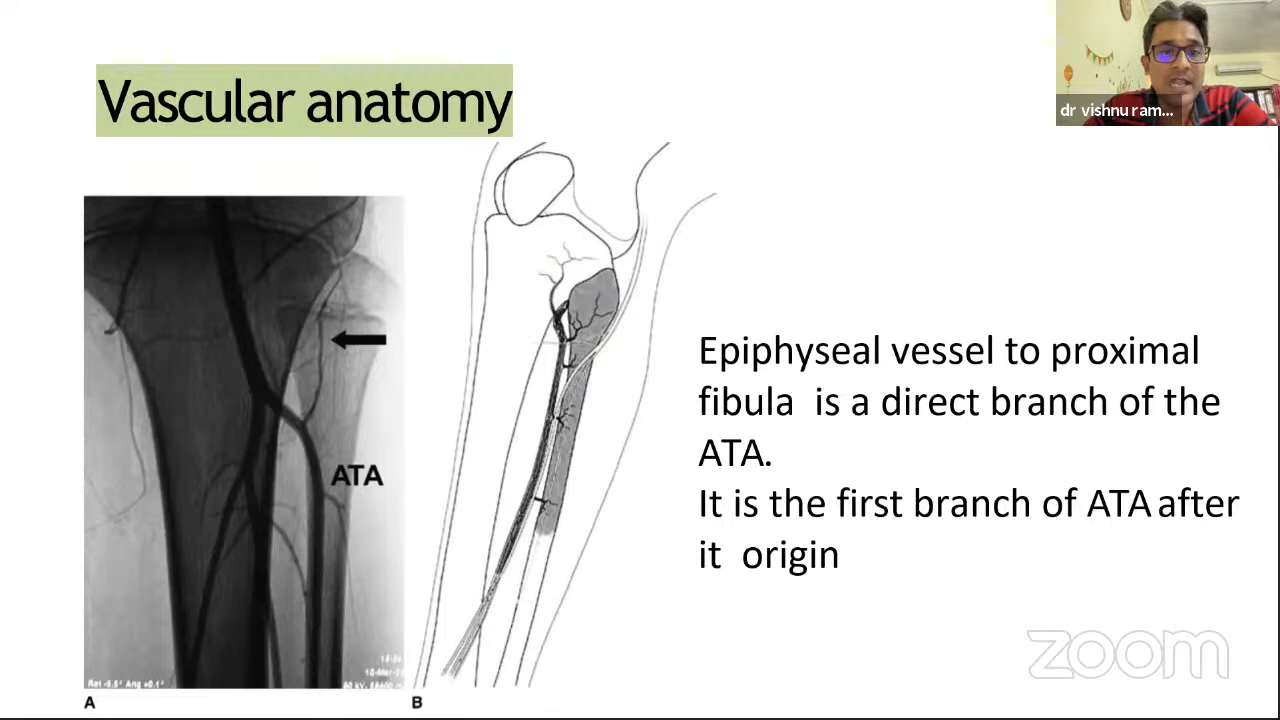 Vascular anatomy
dr vishnu ram...
ATA
Epiphyseal vessel to proximal
fibula is a direct branch of the
ATA.
It is the first branch of ATA after
it origin
A
B
zoom